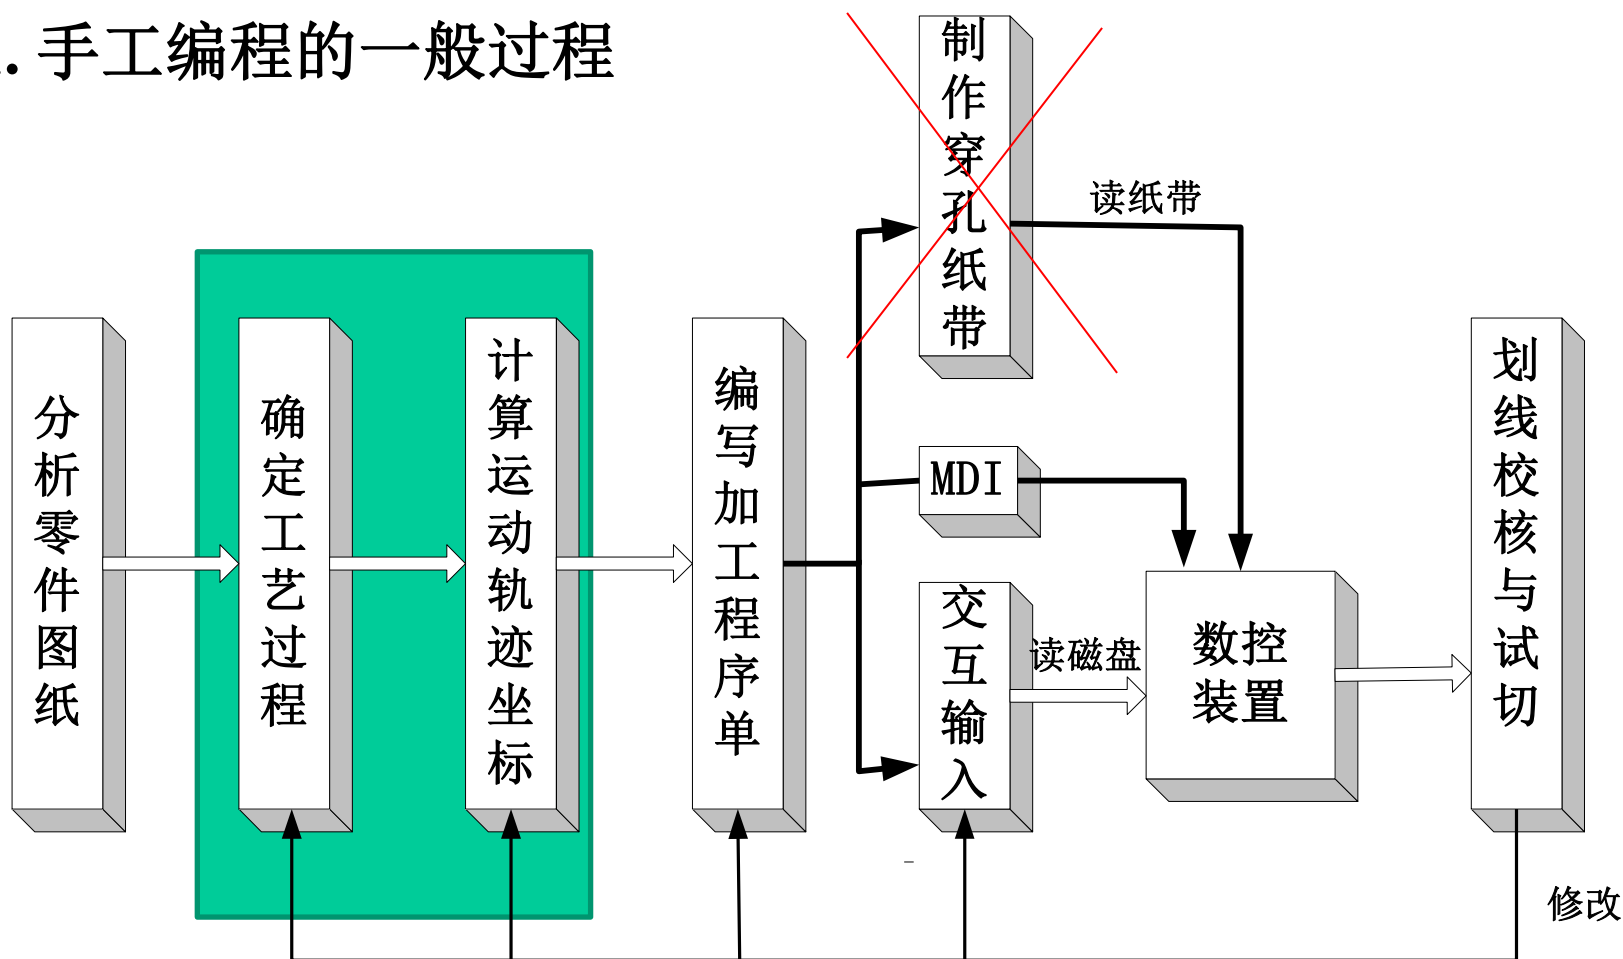 . 手工编程的一般过程
分析零件图纸
确定工艺过程
计算运动轨迹坐标
编写加工程序单
制作穿孔纸带
读纸带
MDI
交互输入
读磁盘
数控
装置
划线校核与试切
修改